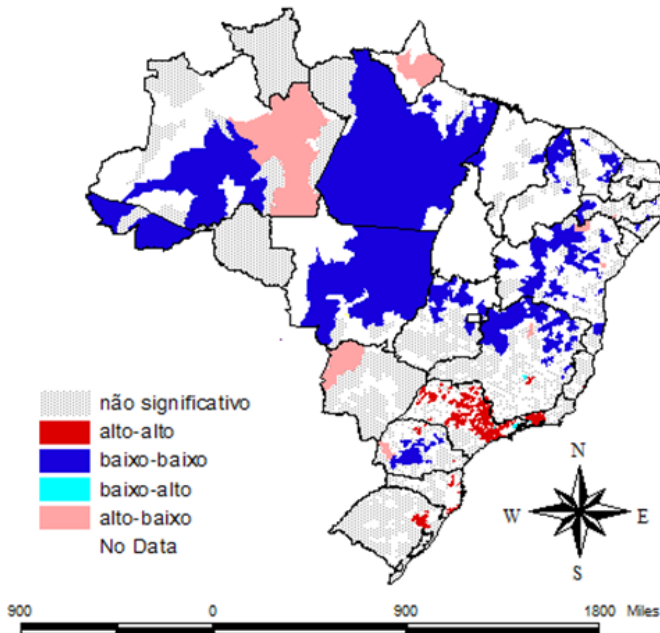 não significativo
alto-alto
baixo-baixo
baixo-alto
alto-baixo
No Data
N
W
E
S
900 0 900 1800 Miles